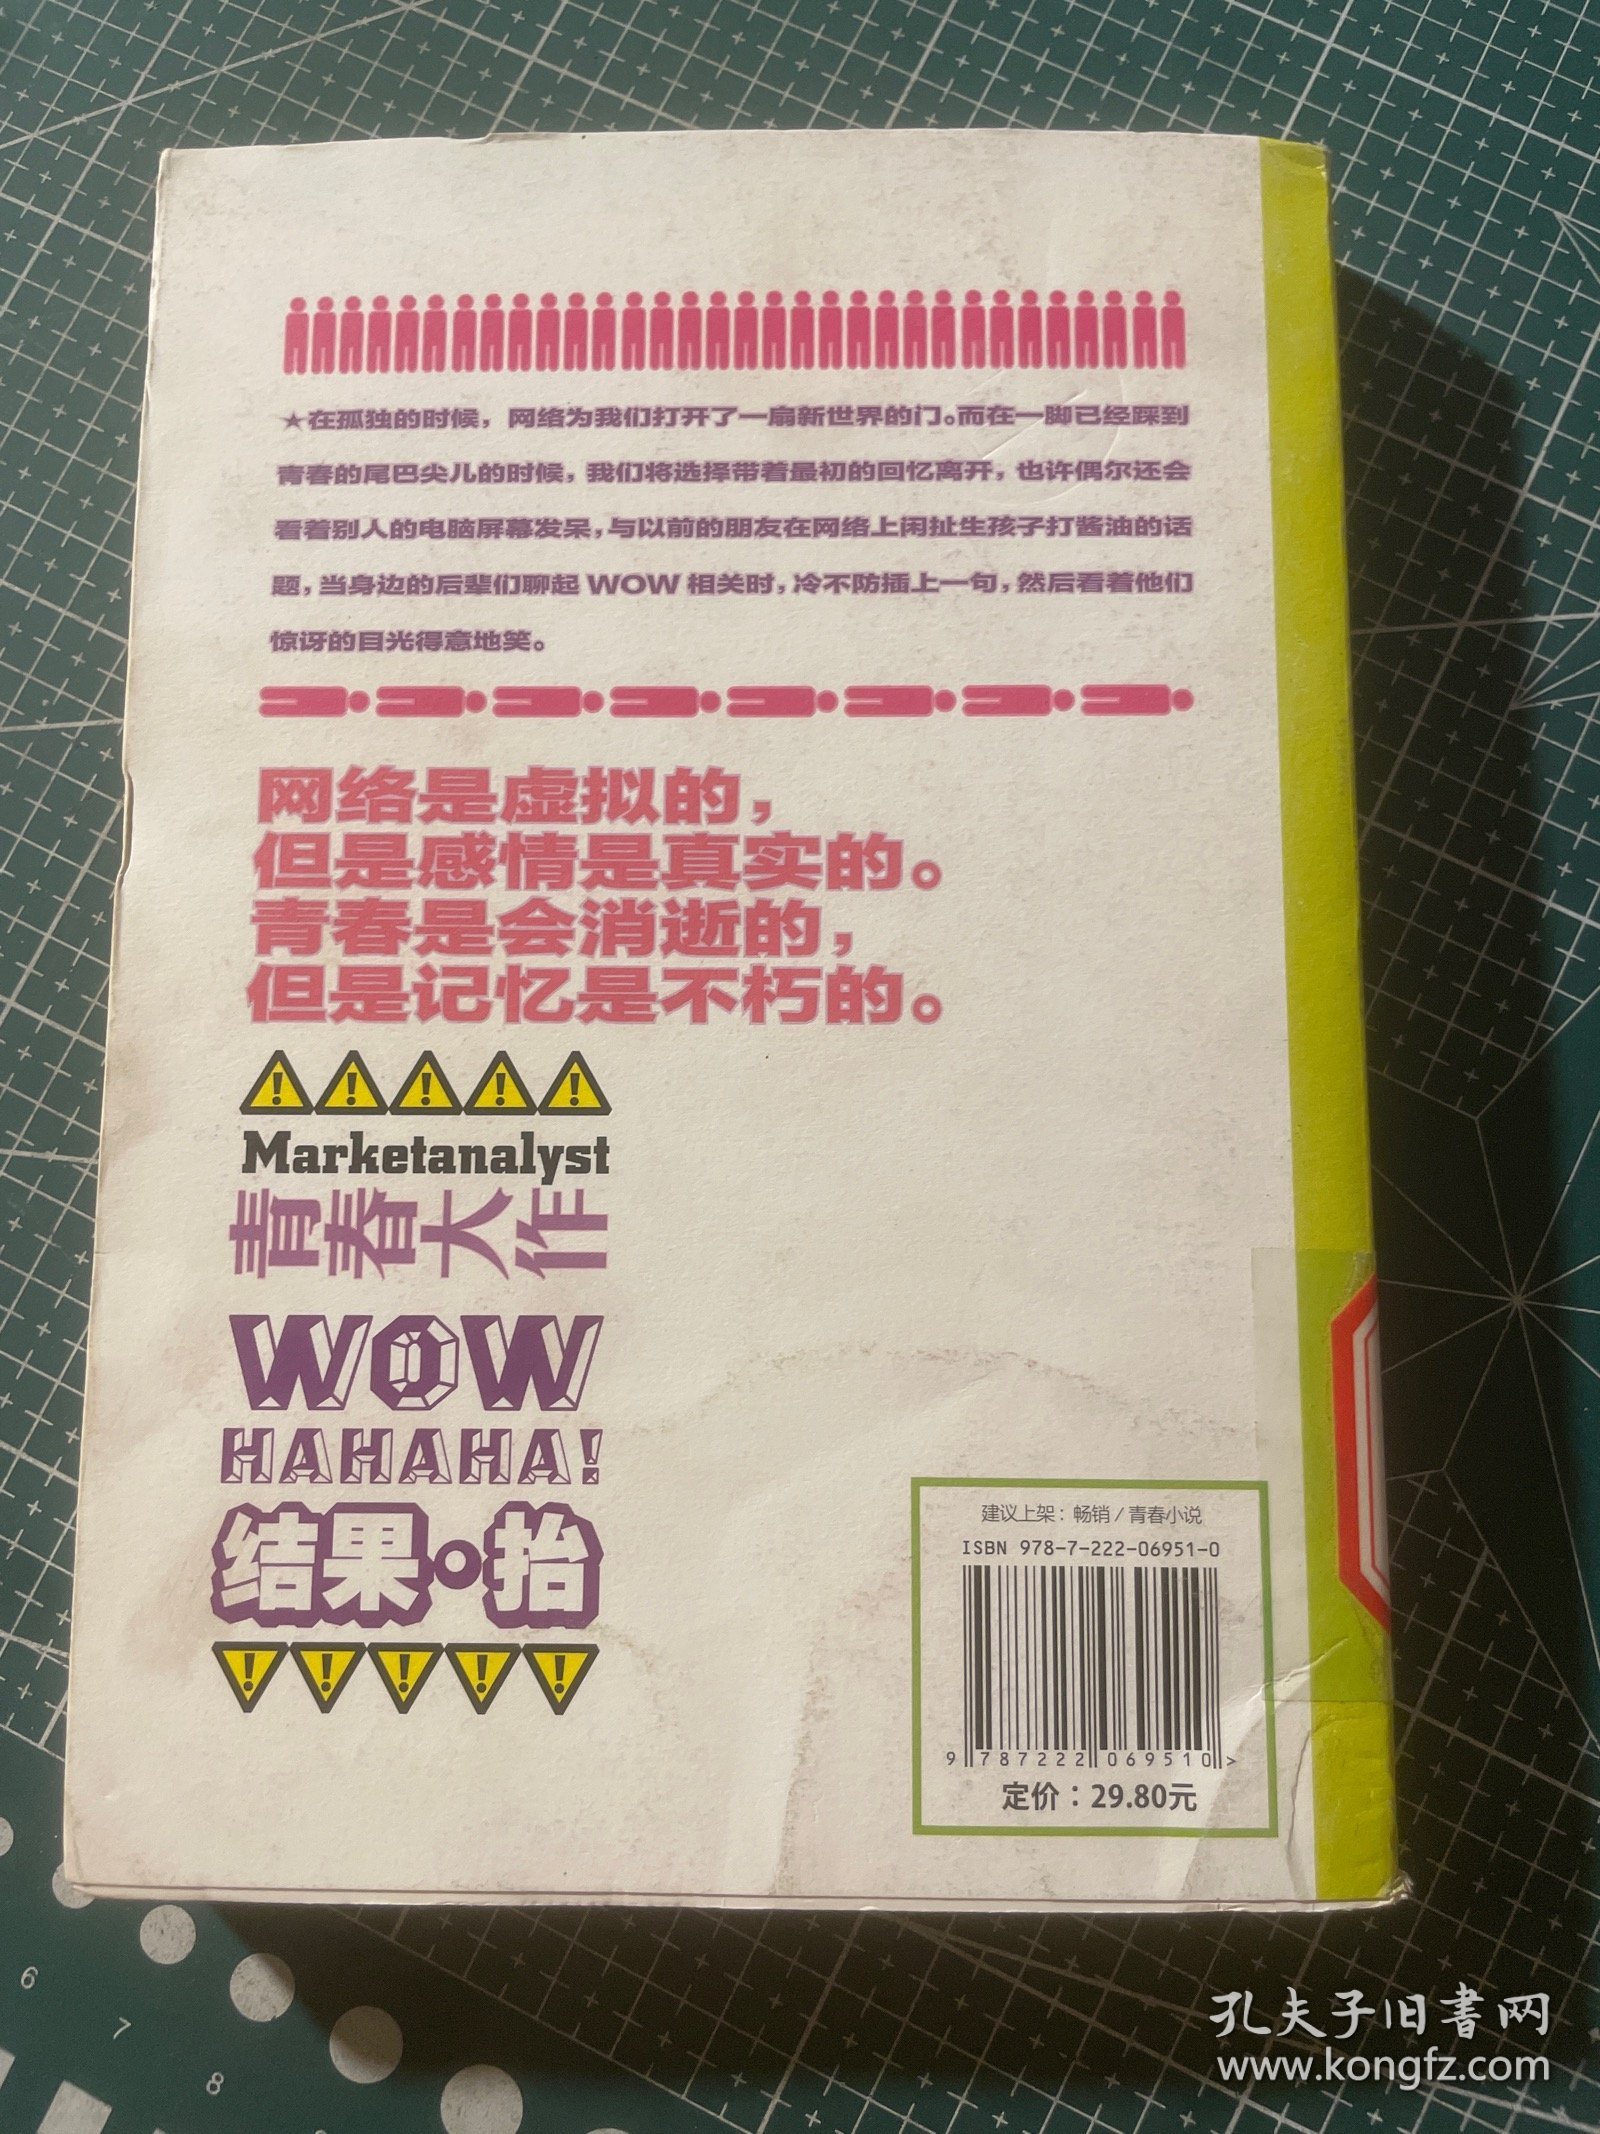 ★在孤独的时候，网络为我们打开了一扇新世界的门。而在一脚已经踩到
青春的尾巴尖儿的时候，我们将选择带着最初的回忆离开，也许偶尔还会
看着别人的电脑屏幕发呆，与以前的朋友在网络上闲扯生孩子打酱油的话
题，当身边的后辈们聊起 WOW 相关时，冷不防插上一句，然后看着他们
惊讶的目光得意地笑。
网络是虚拟的，
但是感情是真实的。
青春是会消逝的，
但是记忆是不朽的。
Marketanalyst
青春大作
WOW
HAHAHA!
结果·抬
建议上架：畅销/青春小说
ISBN 978-7-222-06951-0
9 787222 069510 >
定价：29.80元
6
7
8
孔夫子旧书网
www.kongfz.com